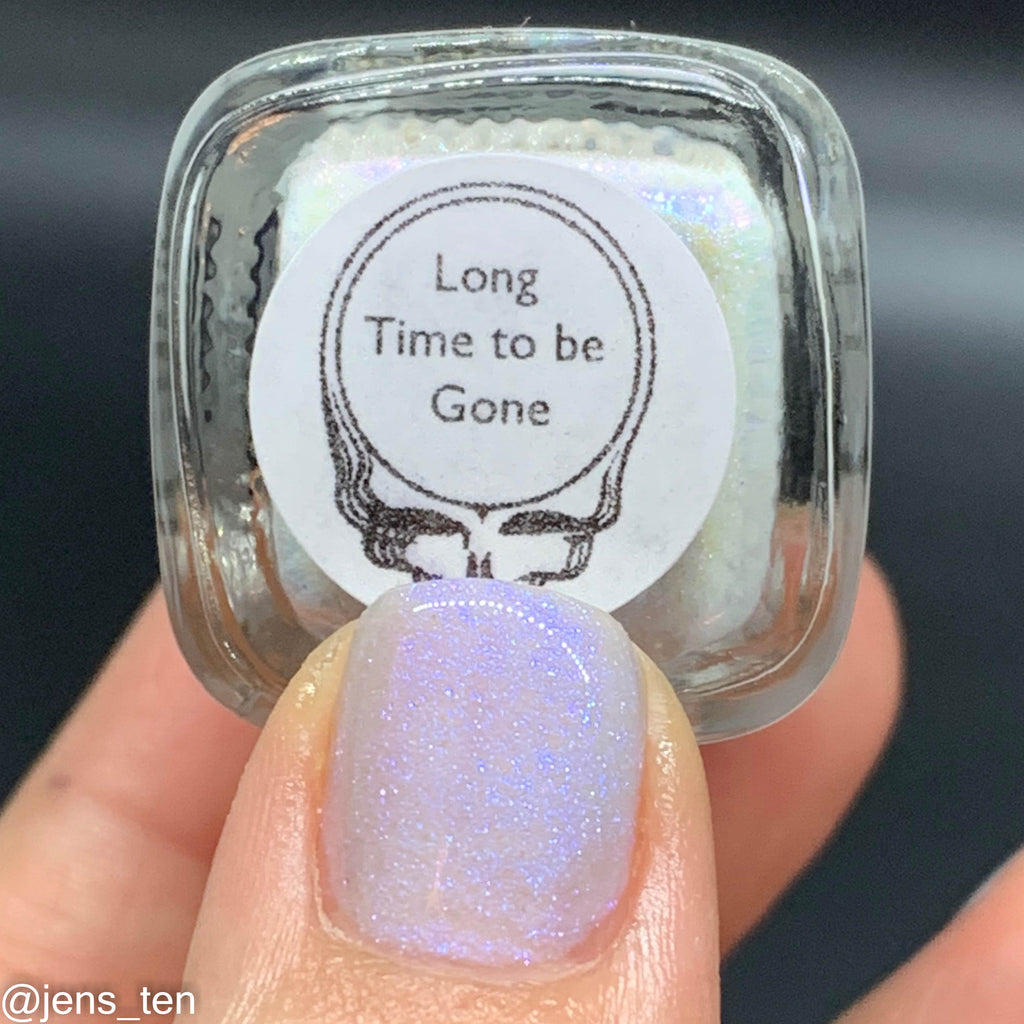 Long
Time to be
Gone
@jens_ten